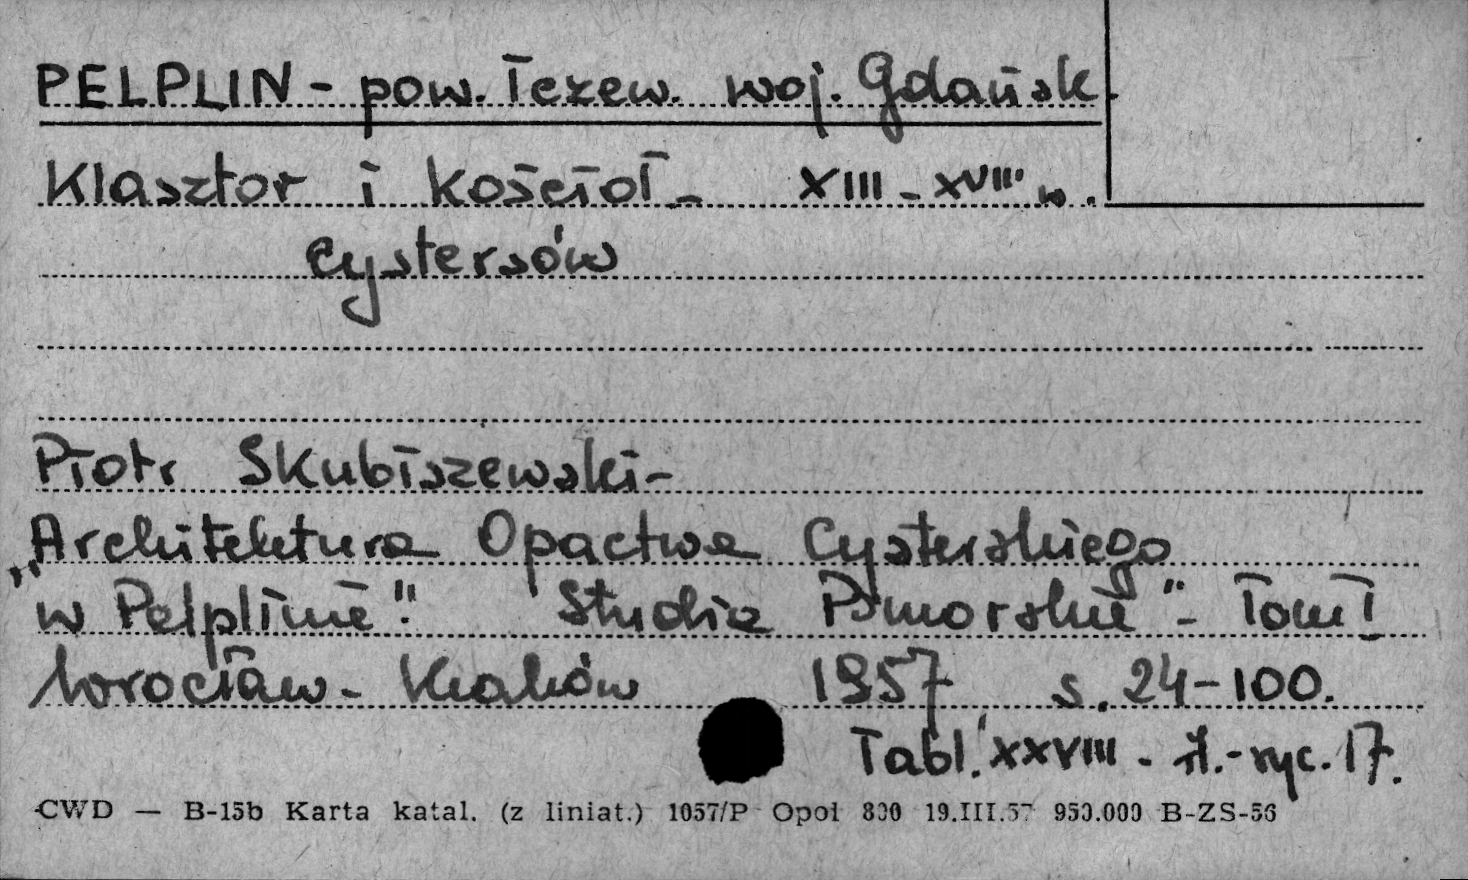 PELPLIN - pow. Tczew. woj. Gdańsk.
Klasztor i kościół - XIII - XVIII w.
cystersów
Piotr Skubiszewski -
"Architektura Opactwa Cysterskiego
w Pelplinie". "Studia Pomorskie" - Tom I
Wrocław - Kraków 1957 s. 24-100.
Tabl. XXVIII - il. - ryc. 17.
CWD — B-15b Karta katal. (z liniat.) 1057/P Opol 800 19.III.57 950.000 B-ZS-56